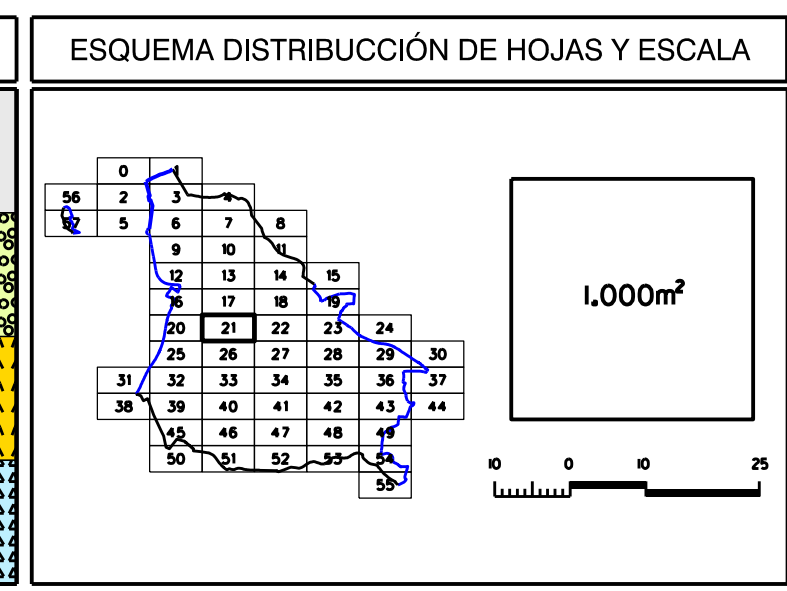 ESQUEMA DISTRIBUCCIÓN DE HOJAS Y ESCALA
0 1
56 2 3 4
57 5 6 7 8
9 10 11
12 13 14 15
16 17 18 19
20 21 22 23 24
25 26 27 28 29 30
31 32 33 34 35 36 37
38 39 40 41 42 43 44
45 46 47 48 49
50 51 52 53 54
55
1.000m²
10 0 10 25